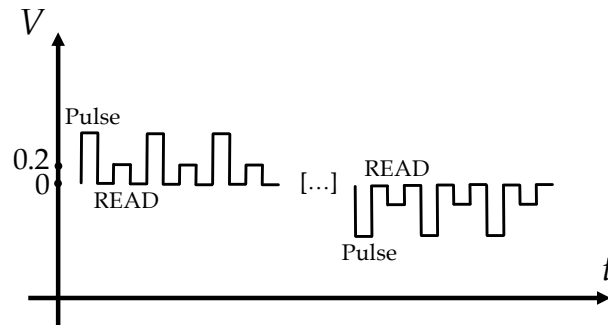 V
Pulse
0.2
0
READ
[...]
READ
Pulse
t